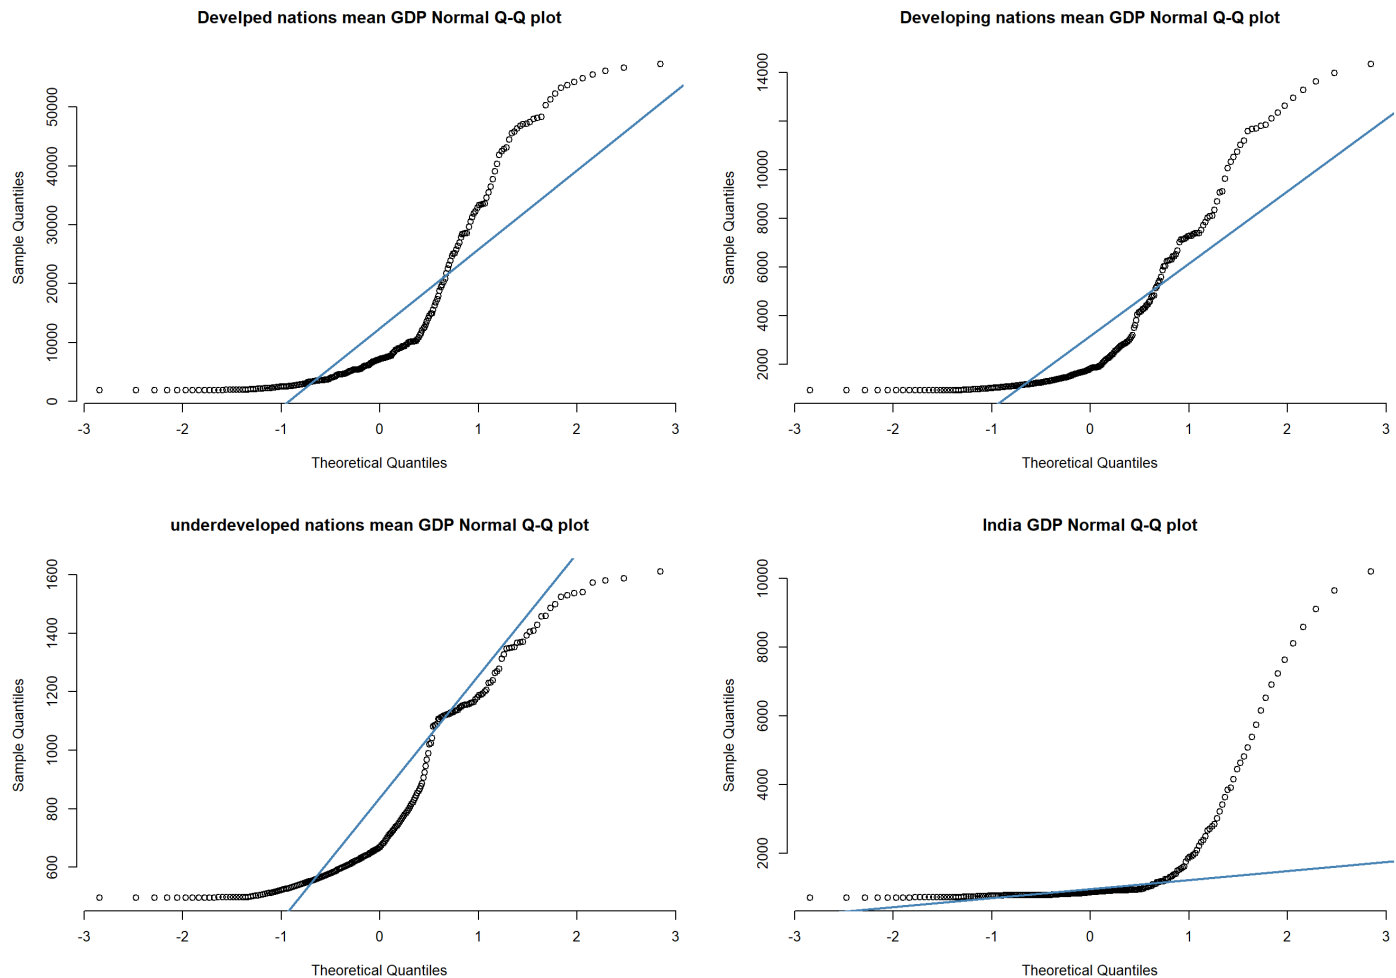 Develped nations mean GDP Normal Q-Q plot
Sample Quantiles
50000
40000
30000
20000
10000
0
-3 -2 -1 0 1 2 3
Theoretical Quantiles
Developing nations mean GDP Normal Q-Q plot
Sample Quantiles
14000
10000
8000
6000
4000
2000
-3 -2 -1 0 1 2 3
Theoretical Quantiles
underdeveloped nations mean GDP Normal Q-Q plot
Sample Quantiles
1600
1400
1200
1000
800
600
-3 -2 -1 0 1 2 3
Theoretical Quantiles
India GDP Normal Q-Q plot
Sample Quantiles
10000
8000
6000
4000
2000
-3 -2 -1 0 1 2 3
Theoretical Quantiles